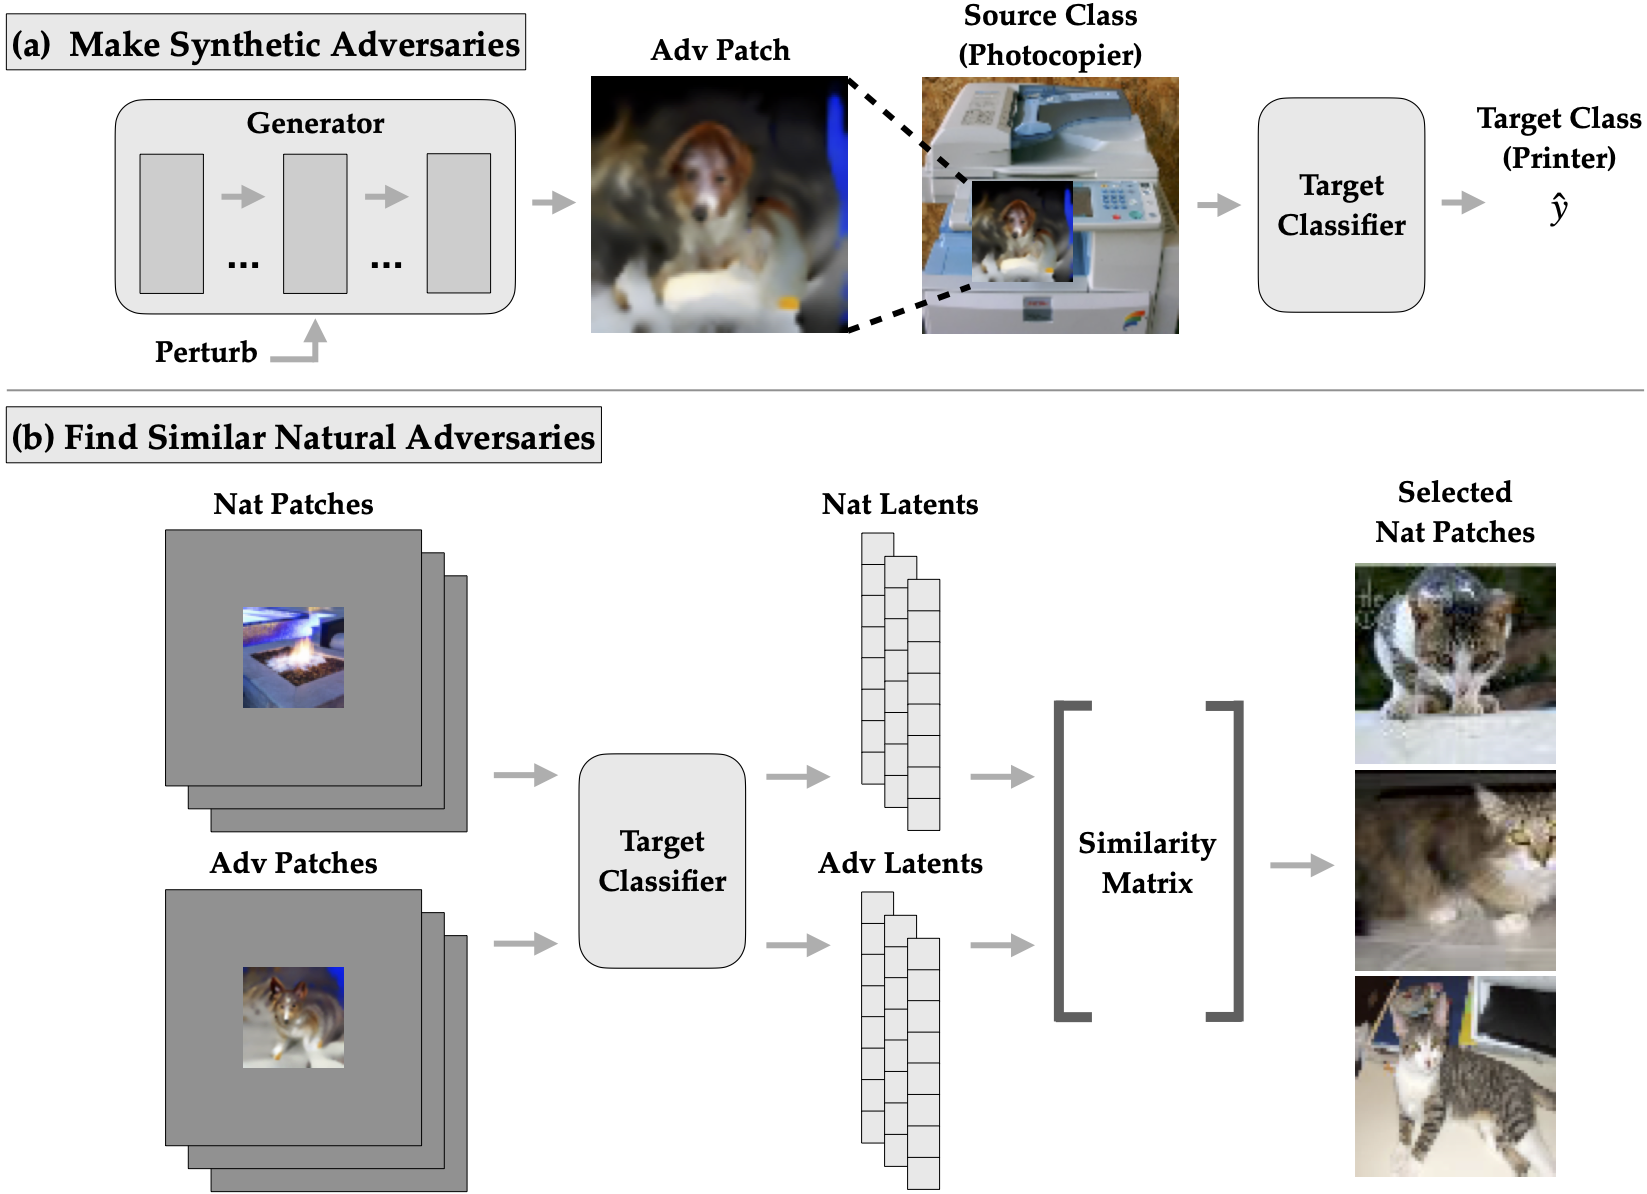 (a) Make Synthetic Adversaries
Generator
...
...
Perturb
Adv Patch
Source Class
(Photocopier)
Target
Classifier
Target Class
(Printer)
ŷ
(b) Find Similar Natural Adversaries
Nat Patches
Adv Patches
Target
Classifier
Nat Latents
Adv Latents
Similarity
Matrix
Selected
Nat Patches